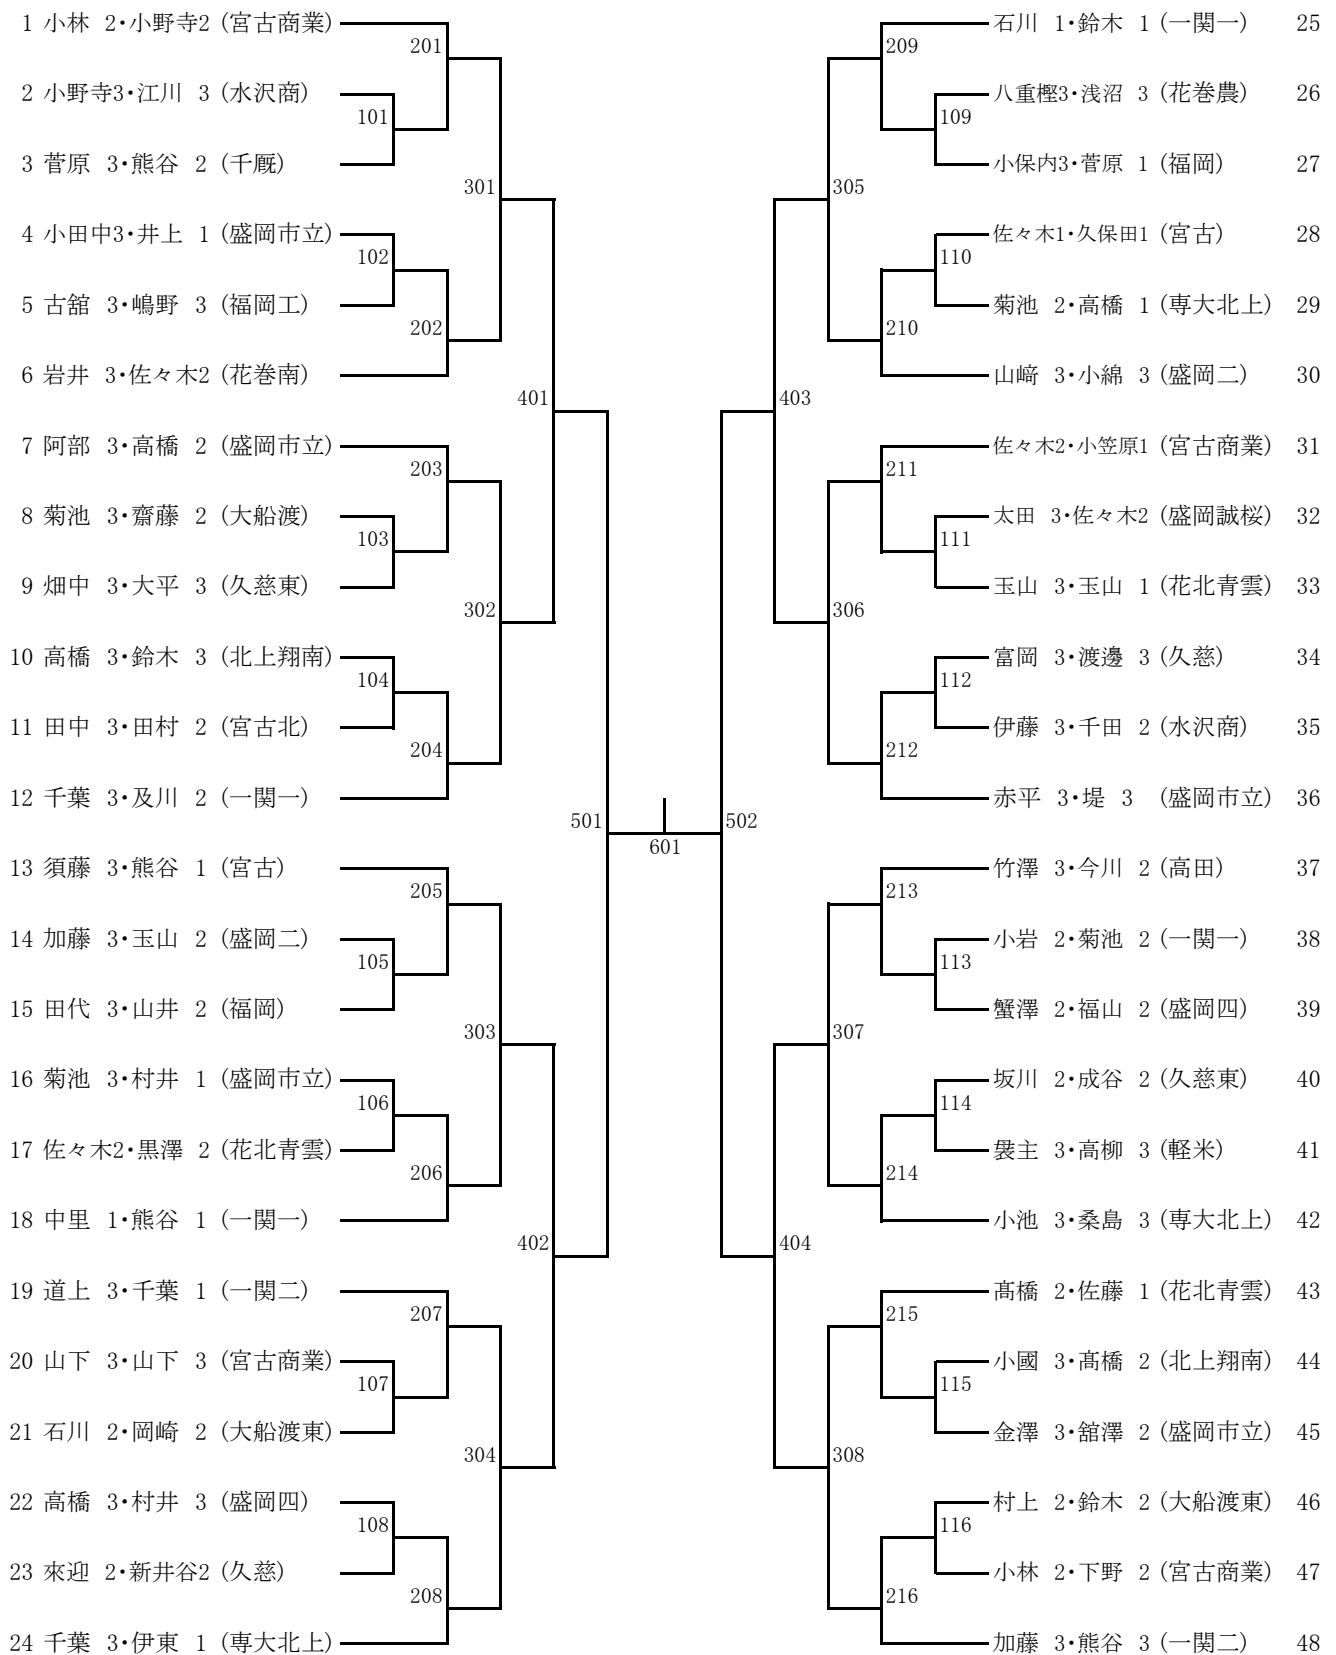 1 小林 2・小野寺2 (宮古商業)
201
2 小野寺3・江川 3 (水沢商)
101
3 菅原 3・熊谷 2 (千厩)
301
4 小田中3・井上 1 (盛岡市立)
102
5 古舘 3・嶋野 3 (福岡工)
202
6 岩井 3・佐々木2 (花巻南)
401
7 阿部 3・高橋 2 (盛岡市立)
203
8 菊池 3・齋藤 2 (大船渡)
103
9 畑中 3・大平 3 (久慈東)
302
10 高橋 3・鈴木 3 (北上翔南)
104
11 田中 3・田村 2 (宮古北)
204
12 千葉 3・及川 2 (一関一)
501
13 須藤 3・熊谷 1 (宮古)
205
14 加藤 3・玉山 2 (盛岡二)
105
15 田代 3・山井 2 (福岡)
303
16 菊池 3・村井 1 (盛岡市立)
106
17 佐々木2・黒澤 2 (花北青雲)
206
18 中里 1・熊谷 1 (一関一)
402
19 道上 3・千葉 1 (一関二)
207
20 山下 3・山下 3 (宮古商業)
107
21 石川 2・岡崎 2 (大船渡東)
304
22 高橋 3・村井 3 (盛岡四)
108
23 來迎 2・新井谷2 (久慈)
208
24 千葉 3・伊東 1 (専大北上)
601
石川 1・鈴木 1 (一関一) 25
209
八重樫3・浅沼 3 (花巻農) 26
109
小保内3・菅原 1 (福岡) 27
305
佐々木1・久保田1 (宮古) 28
110
菊池 2・高橋 1 (専大北上) 29
210
山﨑 3・小綿 3 (盛岡二) 30
403
佐々木2・小笠原1 (宮古商業) 31
211
太田 3・佐々木2 (盛岡誠桜) 32
111
玉山 3・玉山 1 (花北青雲) 33
306
富岡 3・渡邊 3 (久慈) 34
112
伊藤 3・千田 2 (水沢商) 35
212
赤平 3・堤 3 (盛岡市立) 36
502
竹澤 3・今川 2 (高田) 37
213
小岩 2・菊池 2 (一関一) 38
113
蟹澤 2・福山 2 (盛岡四) 39
307
坂川 2・成谷 2 (久慈東) 40
114
袰主 3・高柳 3 (軽米) 41
214
小池 3・桑島 3 (専大北上) 42
404
髙橋 2・佐藤 1 (花北青雲) 43
215
小國 3・髙橋 2 (北上翔南) 44
115
金澤 3・舘澤 2 (盛岡市立) 45
308
村上 2・鈴木 2 (大船渡東) 46
116
小林 2・下野 2 (宮古商業) 47
216
加藤 3・熊谷 3 (一関二) 48